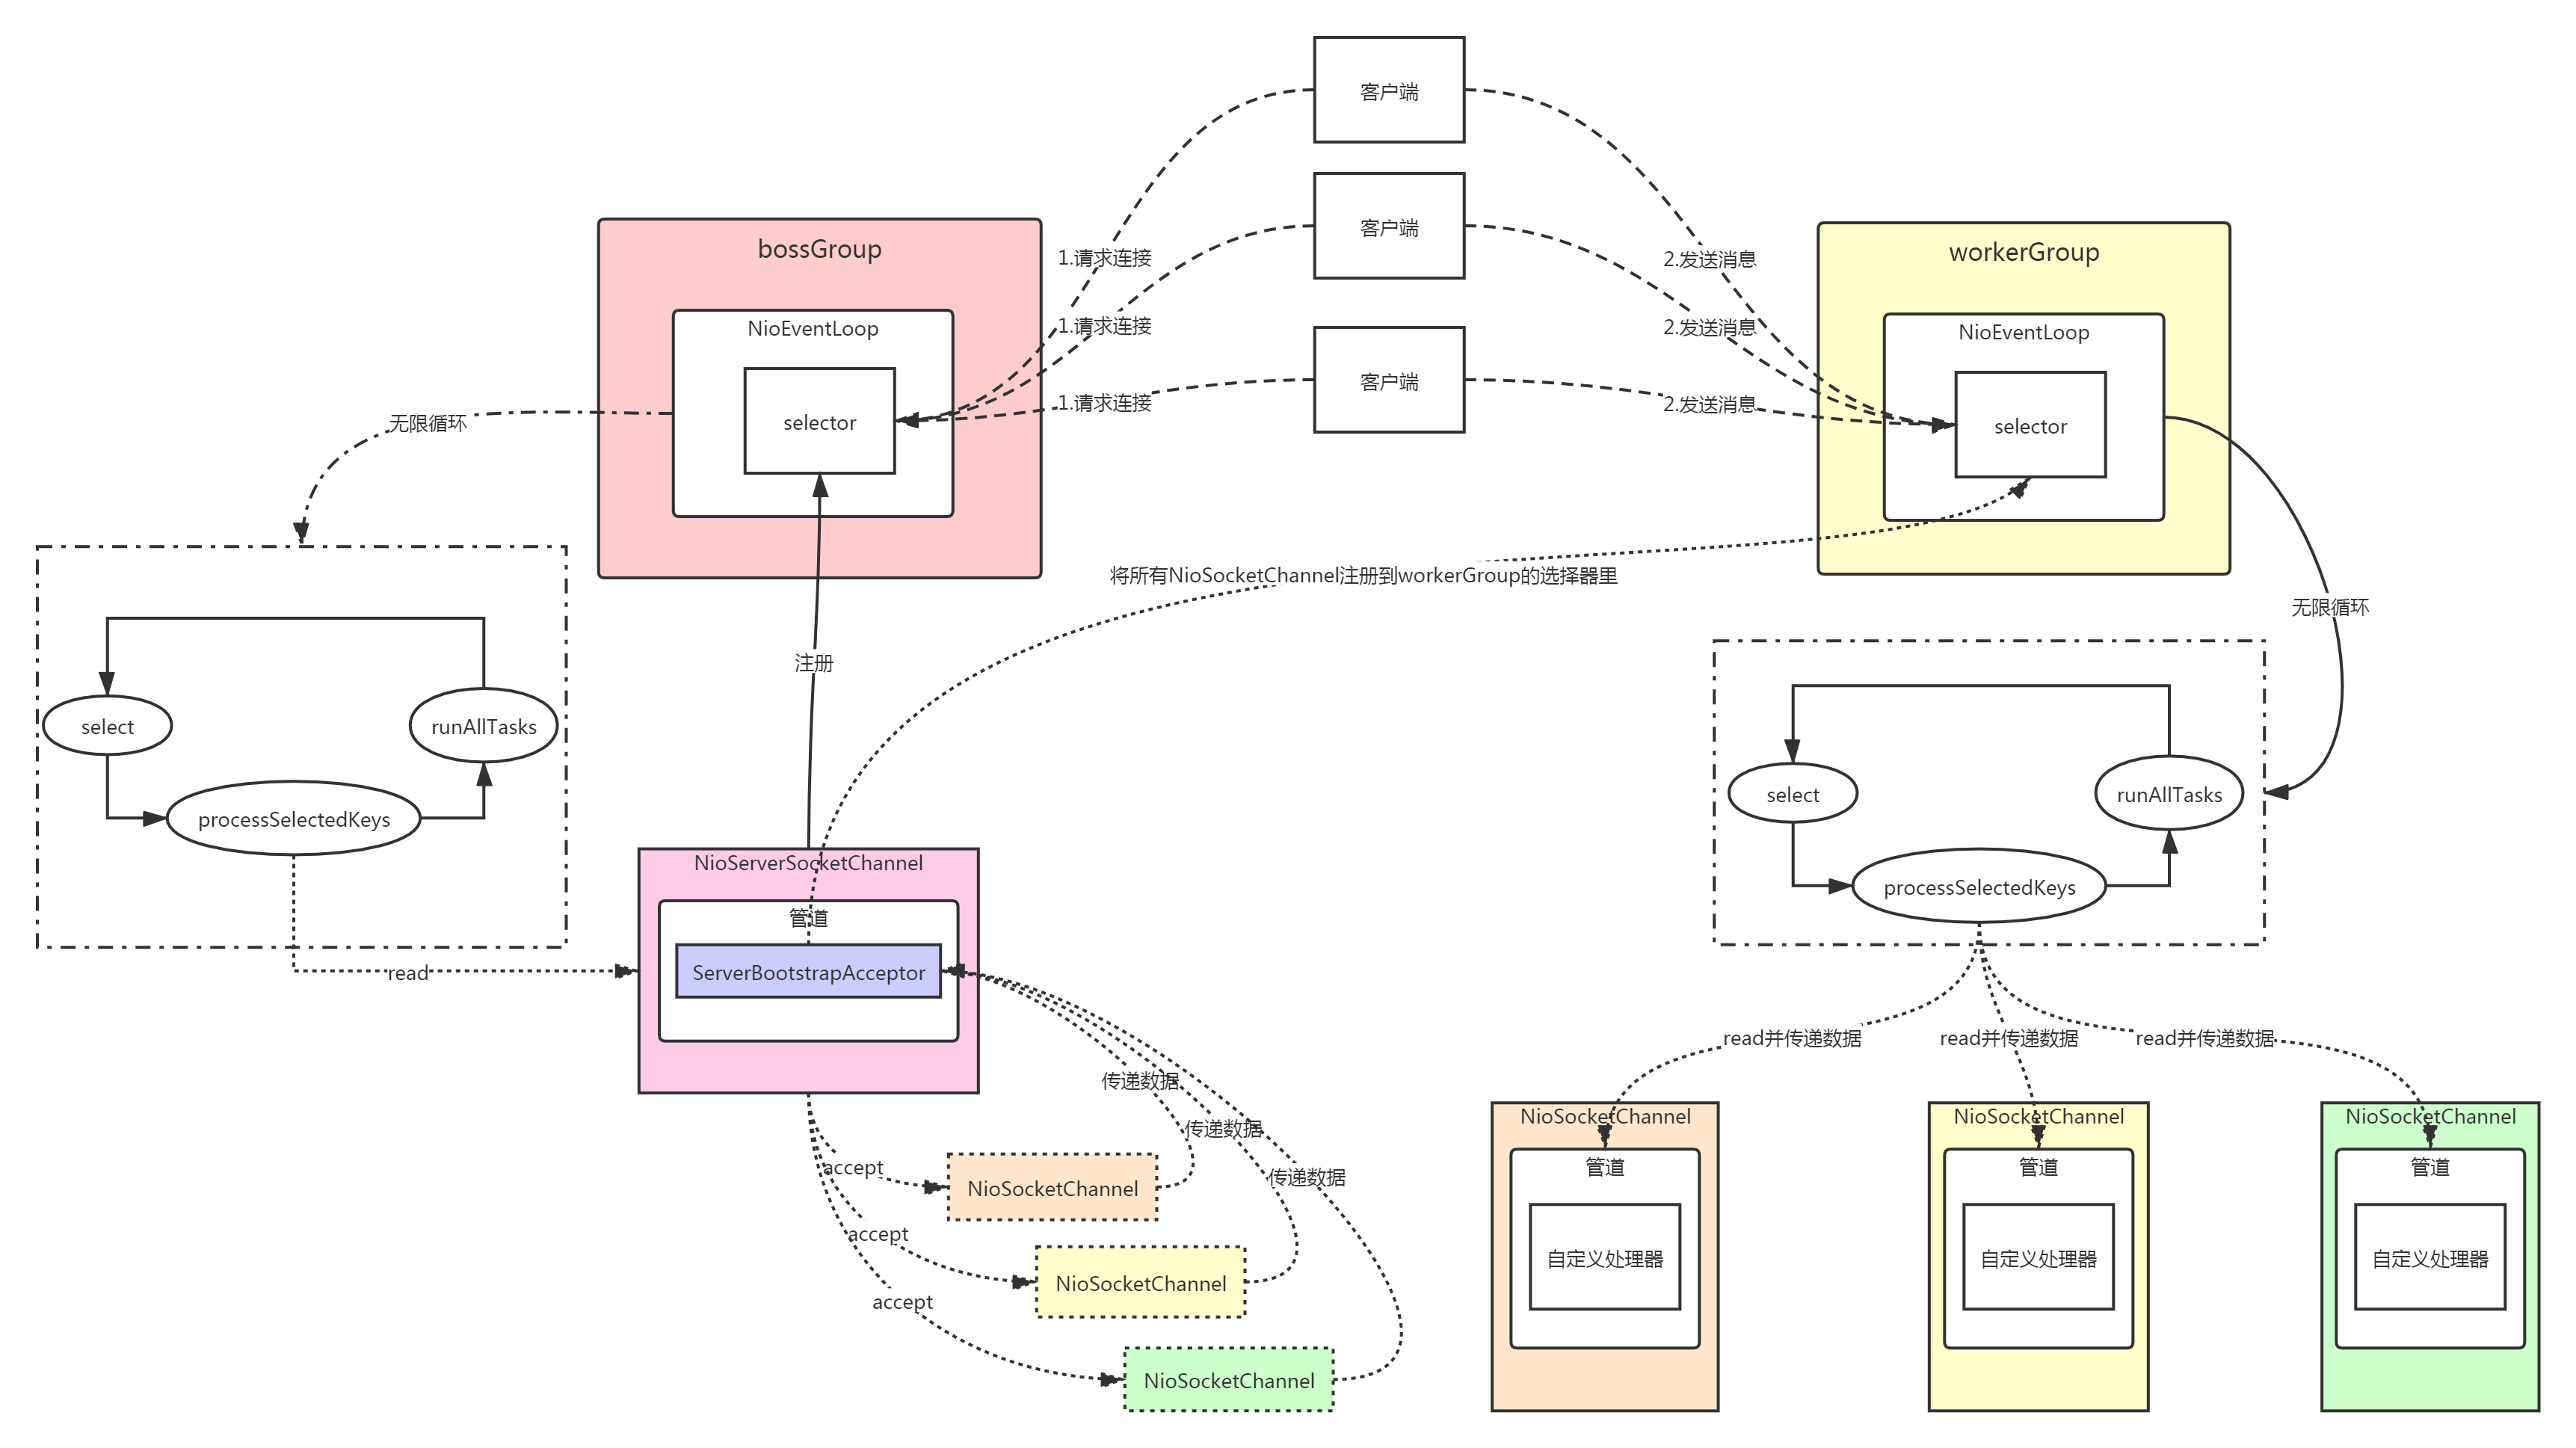 客户端
客户端
客户端
bossGroup
NioEventLoop
selector
1.请求连接
1.请求连接
1.请求连接
2.发送消息
2.发送消息
2.发送消息
workerGroup
NioEventLoop
selector
无限循环
将所有NioSocketChannel注册到workerGroup的选择器里
无限循环
注册
select
runAllTasks
processSelectedKeys
read
select
runAllTasks
processSelectedKeys
NioServerSocketChannel
管道
ServerBootstrapAcceptor
传递数据
传递数据
传递数据
accept
NioSocketChannel
accept
NioSocketChannel
accept
NioSocketChannel
read并传递数据
read并传递数据
read并传递数据
NioSocketChannel
管道
自定义处理器
NioSocketChannel
管道
自定义处理器
NioSocketChannel
管道
自定义处理器